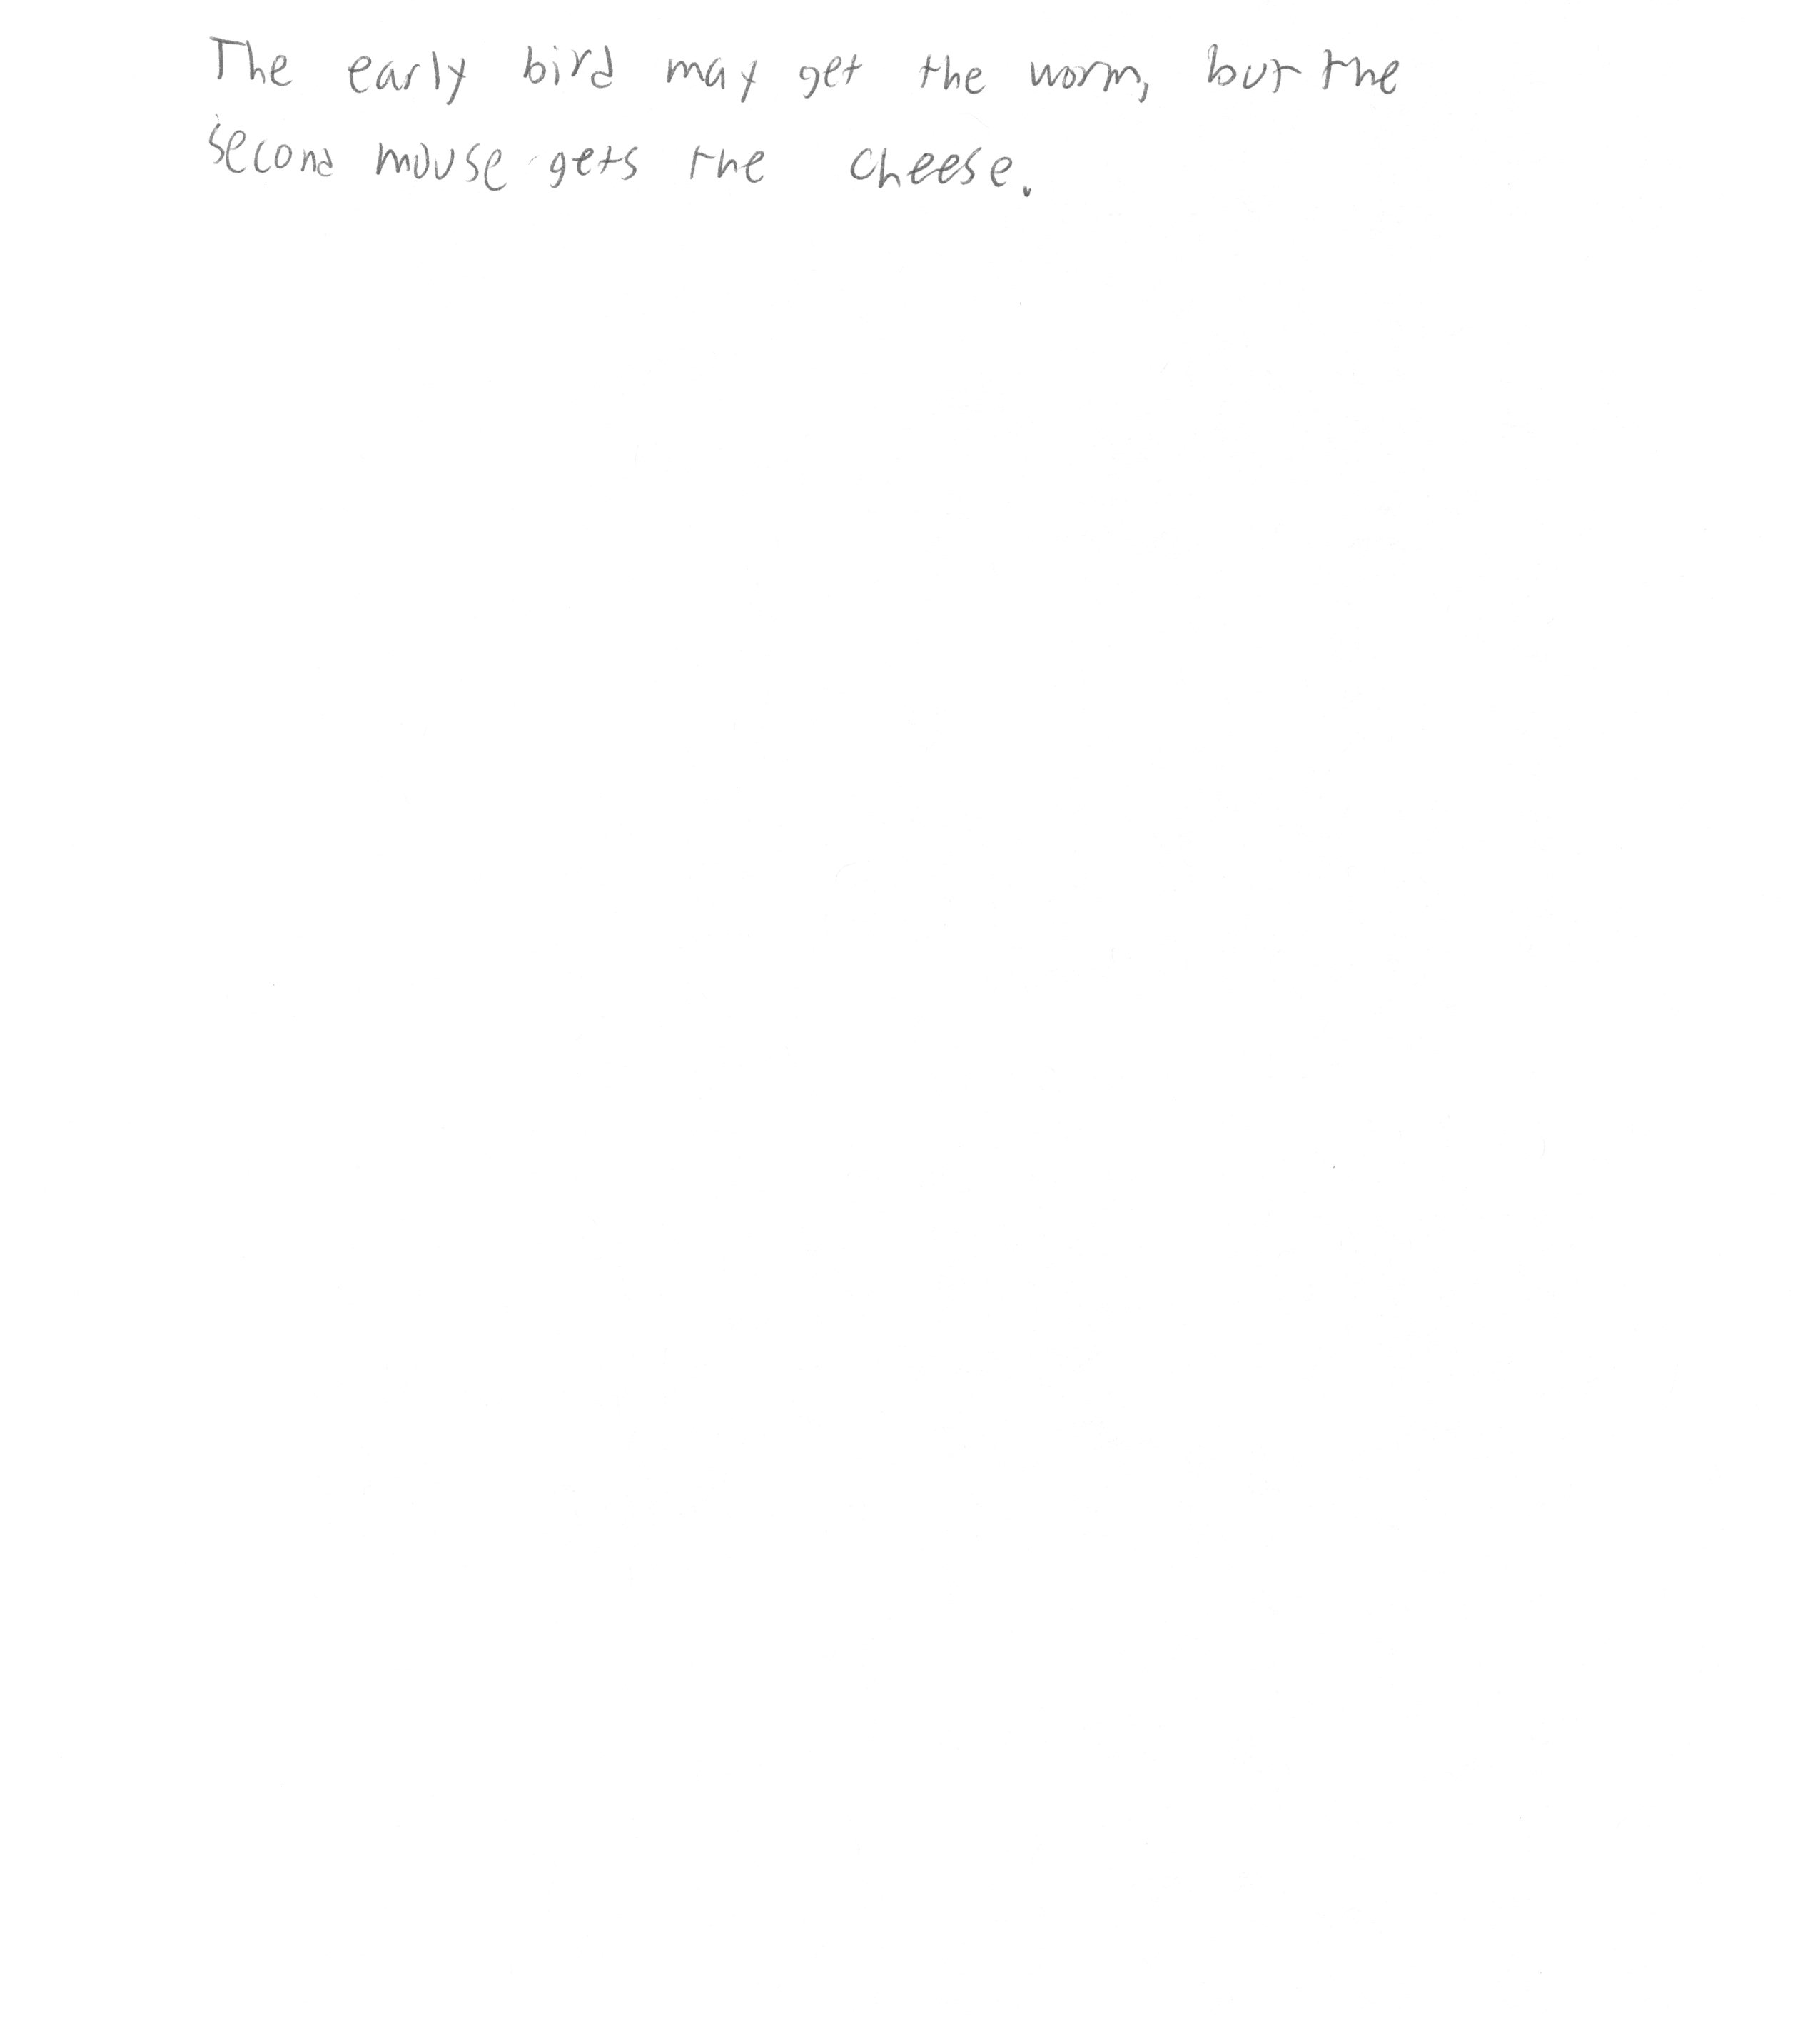 The early bird may get the worm, but the
second mouse gets the cheese.